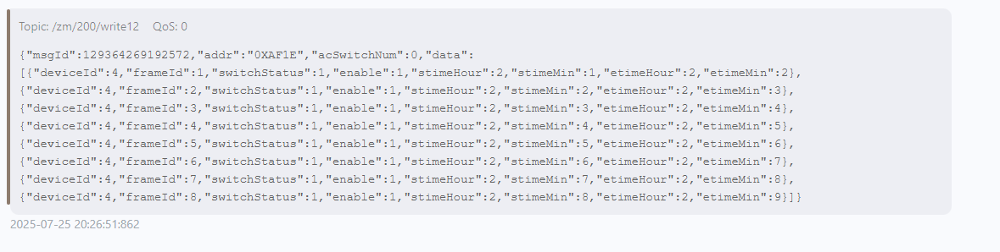 Topic: /zm/200/write12 QoS: 0
{"msgId":129364269192572,"addr":"0XAF1E","acSwitchNum":0,"data":
[{"deviceId":4,"frameId":1,"switchStatus":1,"enable":1,"stimeHour":2,"stimeMin":1,"etimeHour":2,"etimeMin":2},
{"deviceId":4,"frameId":2,"switchStatus":1,"enable":1,"stimeHour":2,"stimeMin":2,"etimeHour":2,"etimeMin":3},
{"deviceId":4,"frameId":3,"switchStatus":1,"enable":1,"stimeHour":2,"stimeMin":3,"etimeHour":2,"etimeMin":4},
{"deviceId":4,"frameId":4,"switchStatus":1,"enable":1,"stimeHour":2,"stimeMin":4,"etimeHour":2,"etimeMin":5},
{"deviceId":4,"frameId":5,"switchStatus":1,"enable":1,"stimeHour":2,"stimeMin":5,"etimeHour":2,"etimeMin":6},
{"deviceId":4,"frameId":6,"switchStatus":1,"enable":1,"stimeHour":2,"stimeMin":6,"etimeHour":2,"etimeMin":7},
{"deviceId":4,"frameId":7,"switchStatus":1,"enable":1,"stimeHour":2,"stimeMin":7,"etimeHour":2,"etimeMin":8},
{"deviceId":4,"frameId":8,"switchStatus":1,"enable":1,"stimeHour":2,"stimeMin":8,"etimeHour":2,"etimeMin":9}]}
2025-07-25 20:26:51:862